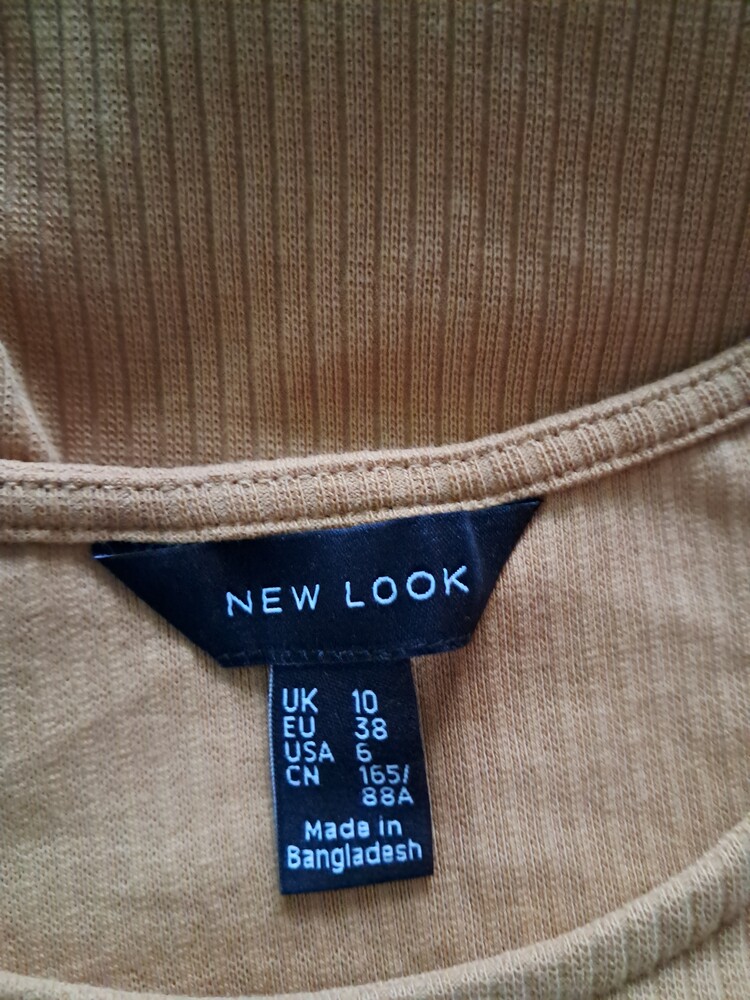 NEW LOOK
UK 10
EU 38
USA 6
CN 165/
88A
Made in
Bangladesh